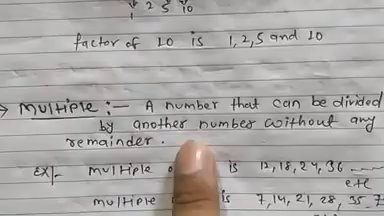 1 2 5 10
factor of 10 is 1,2,5 and 10
→ Multiple :— A number that can be divided
by another number without any
remainder.
Ex/- Multiple is 12,18,24,36 ----
etc
Multiple is 7,14,21,28,35,7